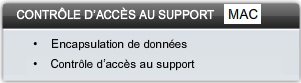 CONTRÔLE D'ACCÈS AU SUPPORT MAC
• Encapsulation de données
• Contrôle d'accès au support